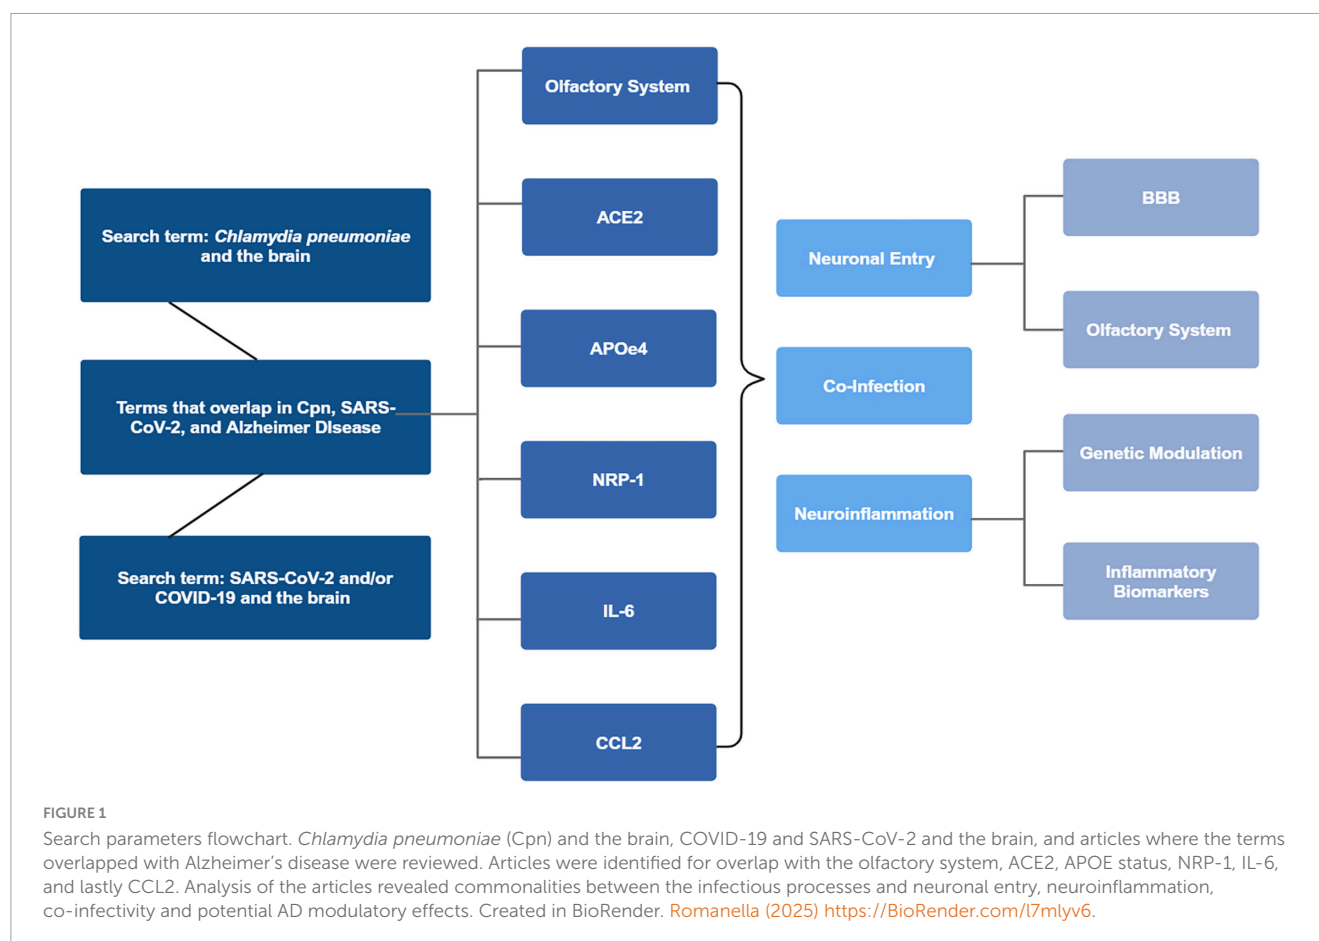 Search term: Chlamydia pneumoniae
and the brain
Terms that overlap in Cpn, SARS-
CoV-2, and Alzheimer DIsease
Search term: SARS-CoV-2 and/or
COVID-19 and the brain
Olfactory System
ACE2
APOe4
NRP-1
IL-6
CCL2
Neuronal Entry
Co-Infection
Neuroinflammation
BBB
Olfactory System
Genetic Modulation
Inflammatory
Biomarkers
FIGURE 1
Search parameters flowchart. Chlamydia pneumoniae (Cpn) and the brain, COVID-19 and SARS-CoV-2 and the brain, and articles where the terms
overlapped with Alzheimer's disease were reviewed. Articles were identified for overlap with the olfactory system, ACE2, APOE status, NRP-1, IL-6,
and lastly CCL2. Analysis of the articles revealed commonalities between the infectious processes and neuronal entry, neuroinflammation,
co-infectivity and potential AD modulatory effects. Created in BioRender. Romanella (2025) https://BioRender.com/l7mlyv6.